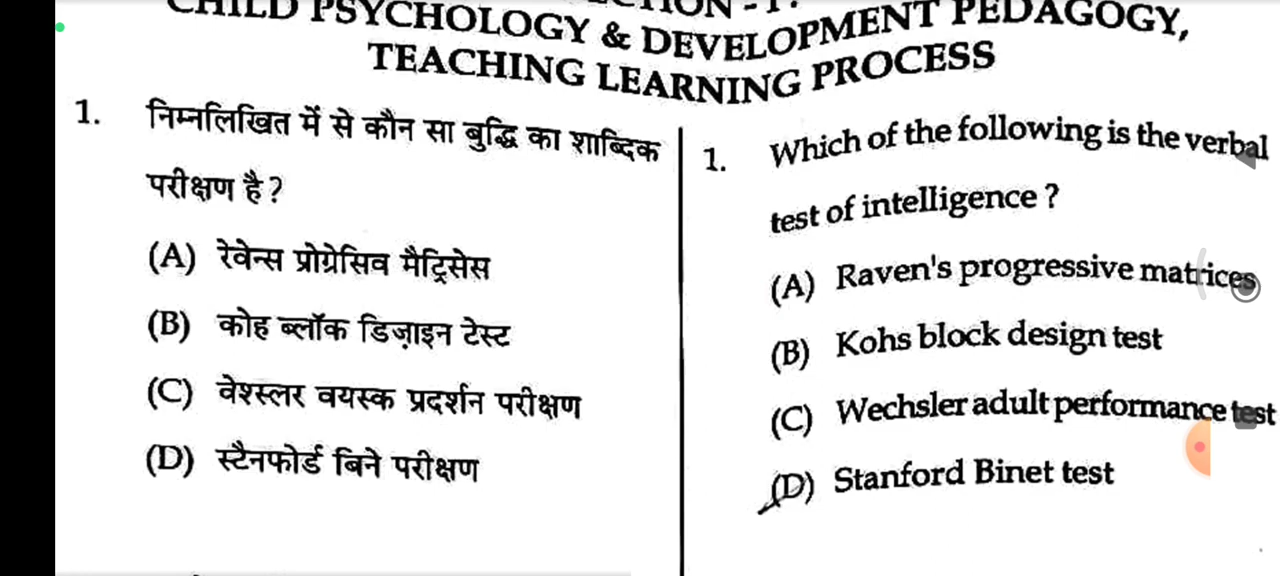 CHILD PSYCHOLOGY & DEVELOPMENT PEDAGOGY,
TEACHING LEARNING PROCESS
1. निम्नलिखित में से कौन सा बुद्धि का शाब्दिक
परीक्षण है ?
(A) रेवेन्स प्रोग्रेसिव मैट्रिसेस
(B) कोह ब्लॉक डिज़ाइन टेस्ट
(C) वेश्स्लर वयस्क प्रदर्शन परीक्षण
(D) स्टैनफोर्ड बिने परीक्षण
1. Which of the following is the verbal
test of intelligence ?
(A) Raven's progressive matrices
(B) Kohs block design test
(C) Wechsler adult performance test
(D) Stanford Binet test